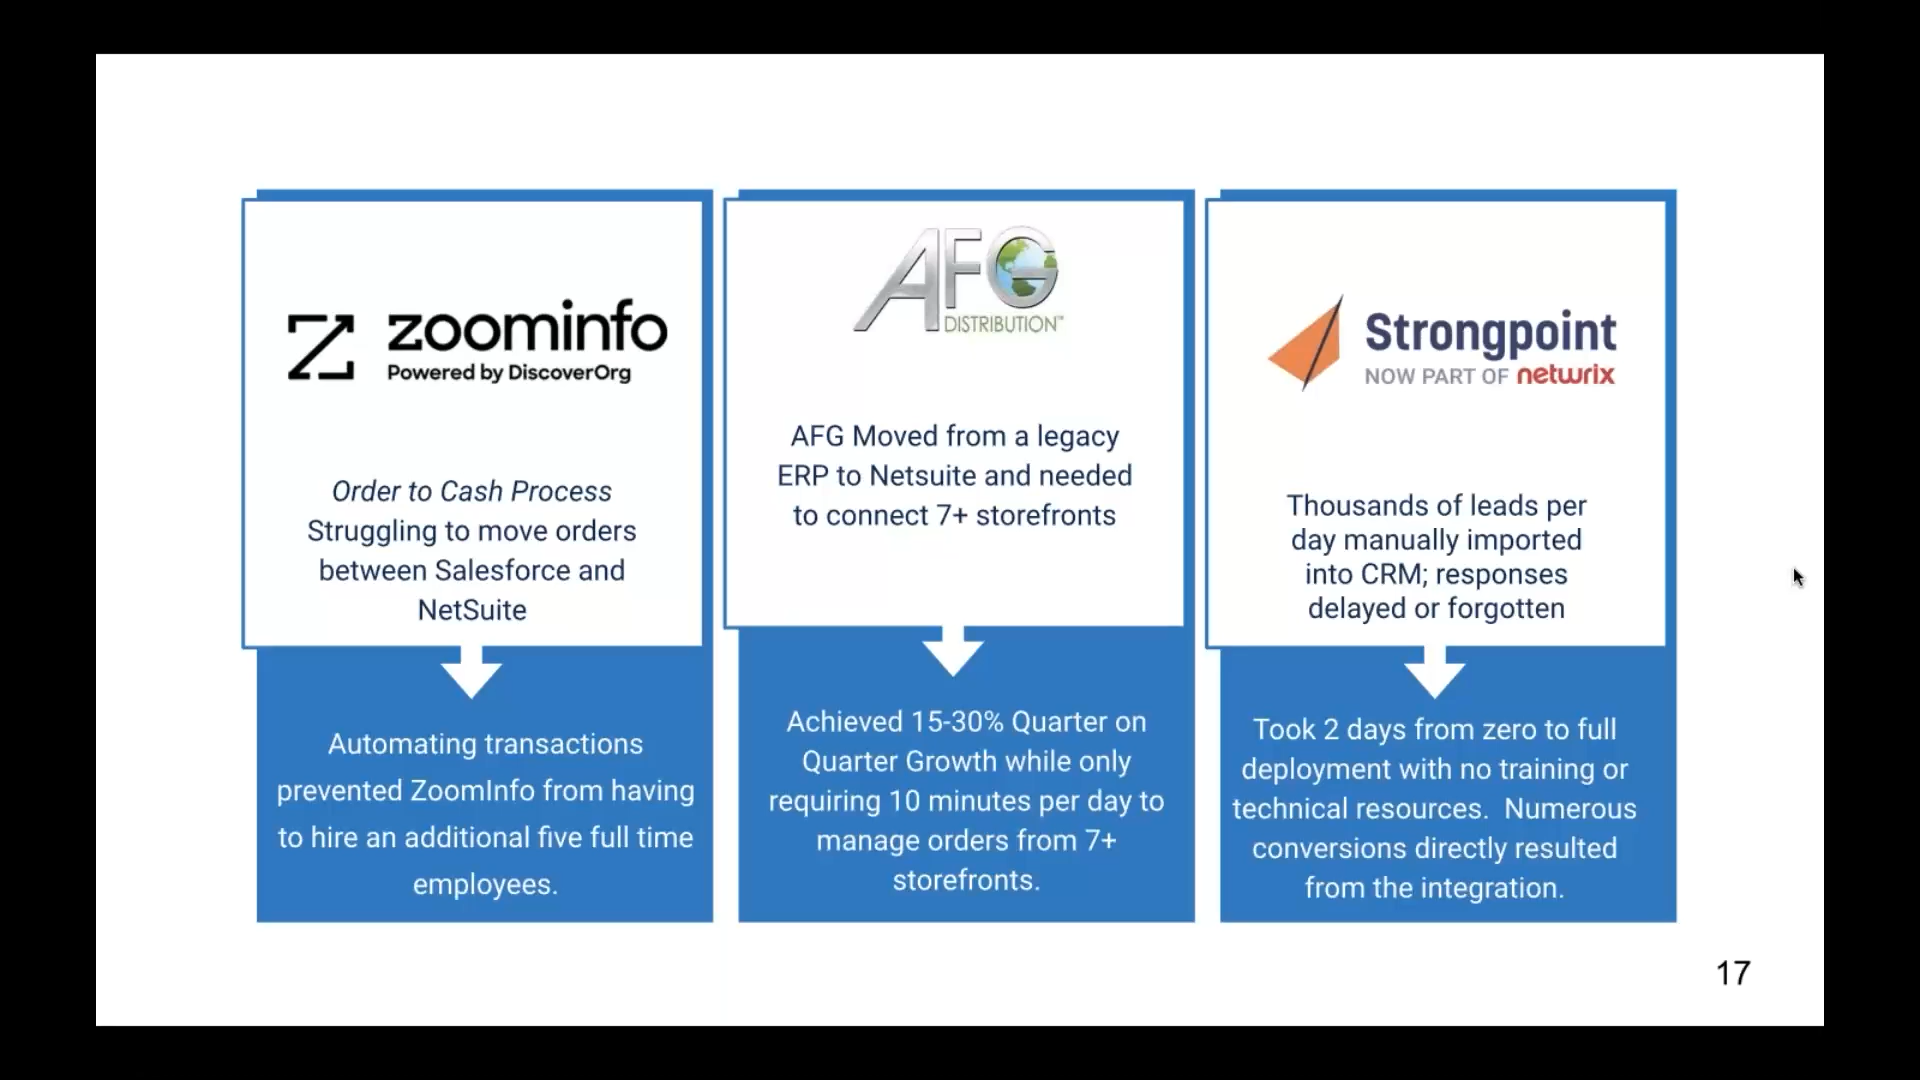 zoominfo
Powered by DiscoverOrg
Order to Cash Process
Struggling to move orders
between Salesforce and
NetSuite
Automating transactions
prevented ZoomInfo from having
to hire an additional five full time
employees.
AFG
DISTRIBUTION™
AFG Moved from a legacy
ERP to Netsuite and needed
to connect 7+ storefronts
Achieved 15-30% Quarter on
Quarter Growth while only
requiring 10 minutes per day to
manage orders from 7+
storefronts.
Strongpoint
NOW PART OF netwrix
Thousands of leads per
day manually imported
into CRM; responses
delayed or forgotten
Took 2 days from zero to full
deployment with no training or
technical resources.  Numerous
conversions directly resulted
from the integration.
17